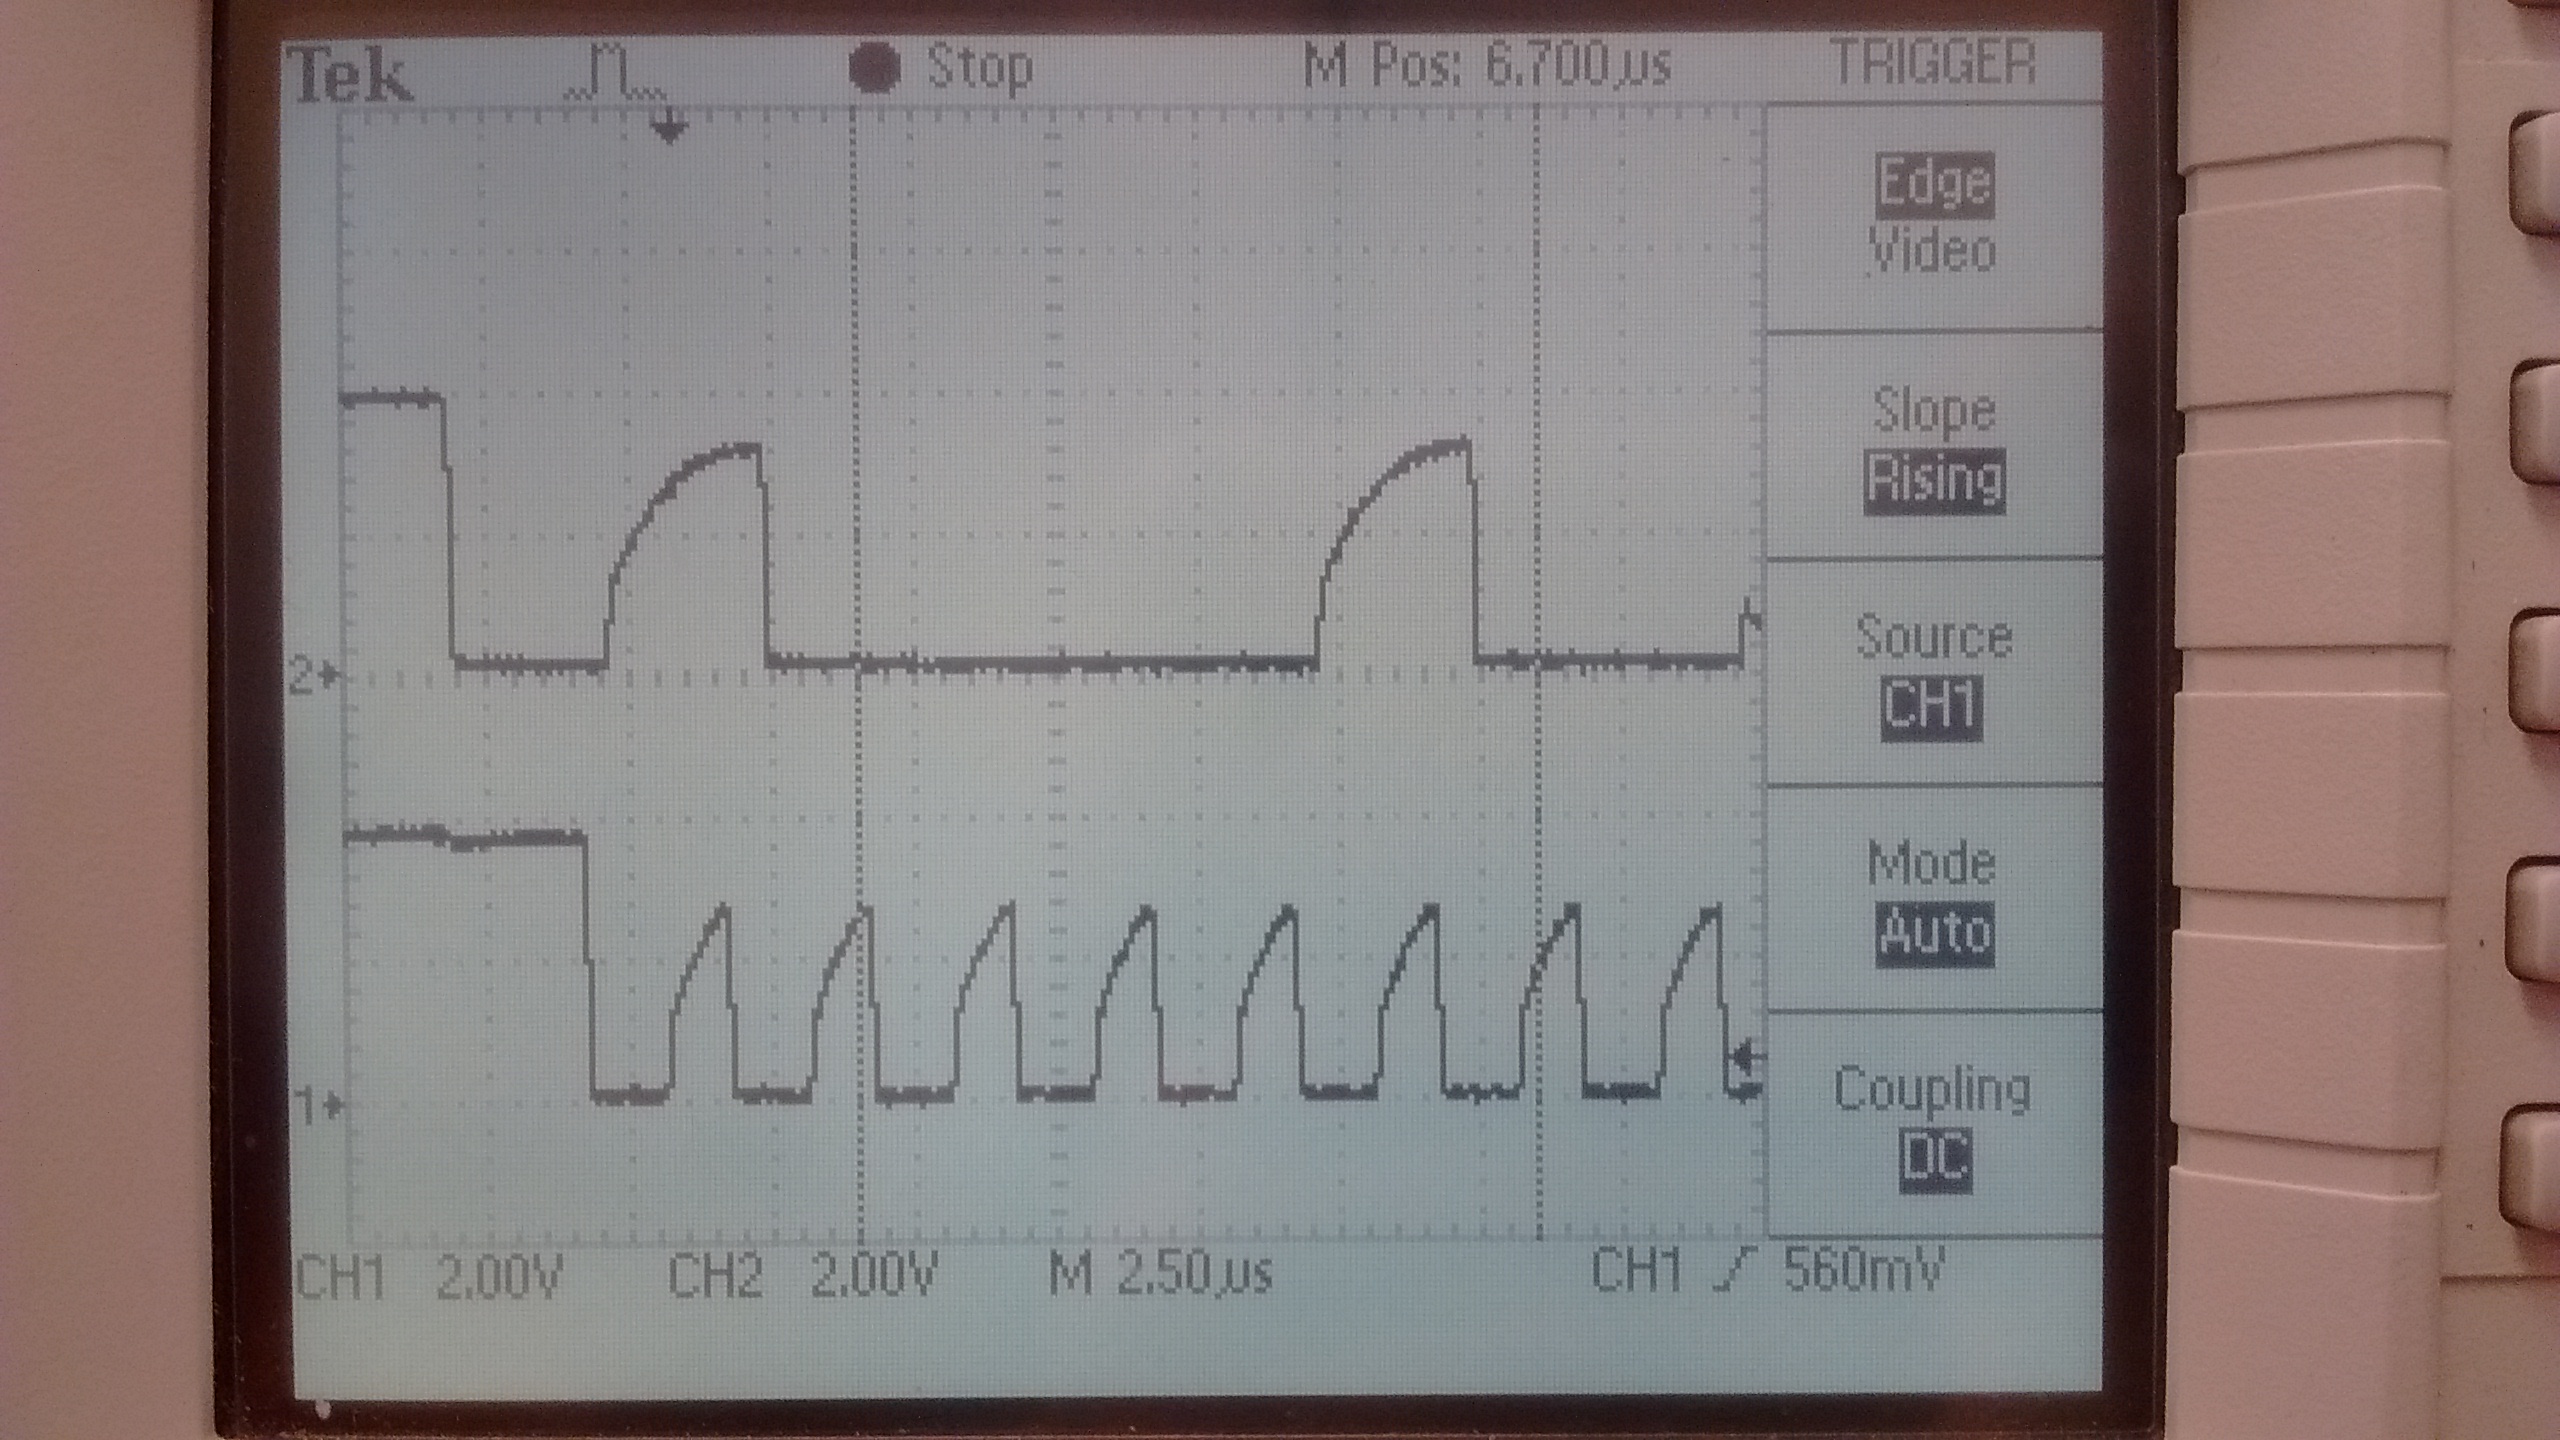 Tek Stop M Pos: 6.700µs TRIGGER
Edge
Video
Slope
Rising
2
Source
CH1
Mode
Auto
1
Coupling
DC
CH1 2.00V CH2 2.00V M 2.50µs CH1 560mV